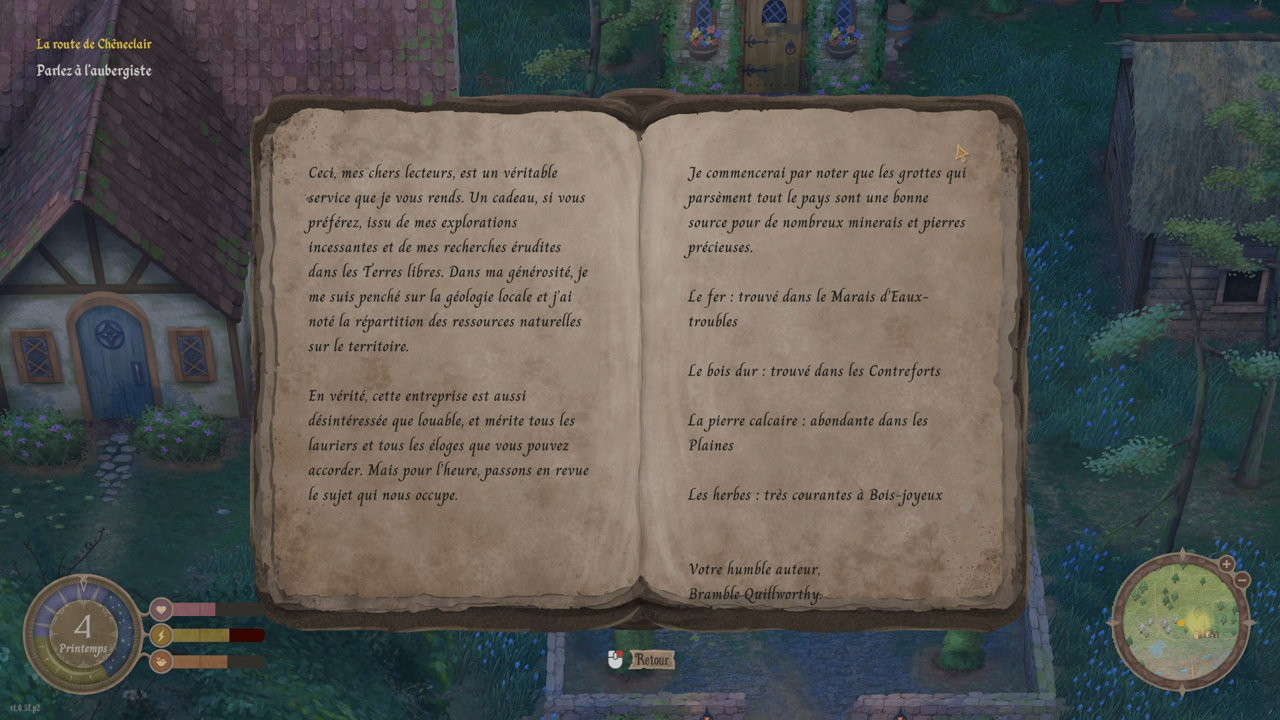 La route de Chêneclair
Parlez à l'aubergiste
Ceci, mes chers lecteurs, est un véritable
service que je vous rends. Un cadeau, si vous
préférez, issu de mes explorations
incessantes et de mes recherches érudites
dans les Terres libres. Dans ma générosité, je
me suis penché sur la géologie locale et j'ai
noté la répartition des ressources naturelles
sur le territoire.
En vérité, cette entreprise est aussi
désintéressée que louable, et mérite tous les
lauriers et tous les éloges que vous pouvez
accorder. Mais pour l'heure, passons en revue
le sujet qui nous occupe.
Je commencerai par noter que les grottes qui
parsèment tout le pays sont une bonne
source pour de nombreux minerais et pierres
précieuses.
Le fer : trouvé dans le Marais d'Eaux-
troubles
Le bois dur : trouvé dans les Contreforts
La pierre calcaire : abondante dans les
Plaines
Les herbes : très courantes à Bois-joyeux
Votre humble auteur,
Bramble Quillworthy.
4
Printemps
Retour